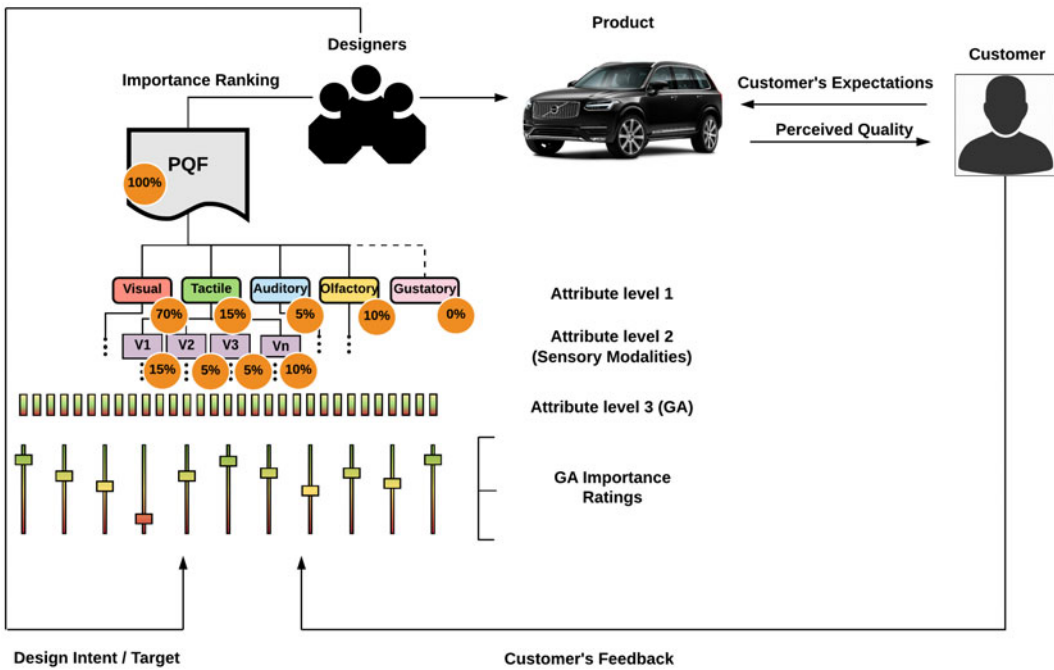 Product
Designers
Customer
Importance Ranking
Customer's Expectations
Perceived Quality
PQF
100%
Visual
Tactile
Auditory
Olfactory
Gustatory
Attribute level 1
70%
15%
5%
10%
0%
V1
V2
V3
Vn
Attribute level 2
(Sensory Modalities)
15%
5%
5%
10%
Attribute level 3 (GA)
GA Importance
Ratings
Design Intent / Target
Customer's Feedback